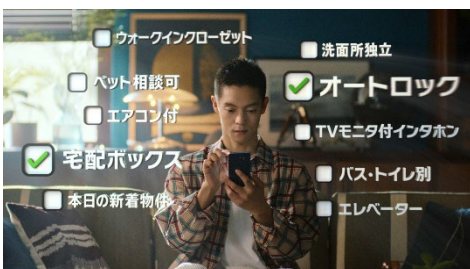 ウォークインクローゼット
洗面所独立
ペット相談可
オートロック
エアコン付
TVモニタ付インタホン
宅配ボックス
バス・トイレ別
本日の新着物件
エレベーター